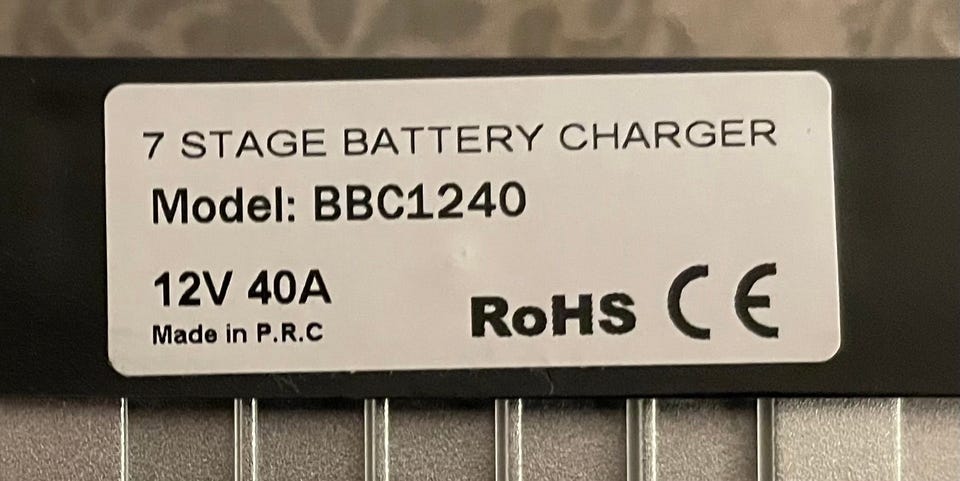 7 STAGE BATTERY CHARGER
Model: BBC1240
12V 40A
Made in P.R.C
RoHS CE